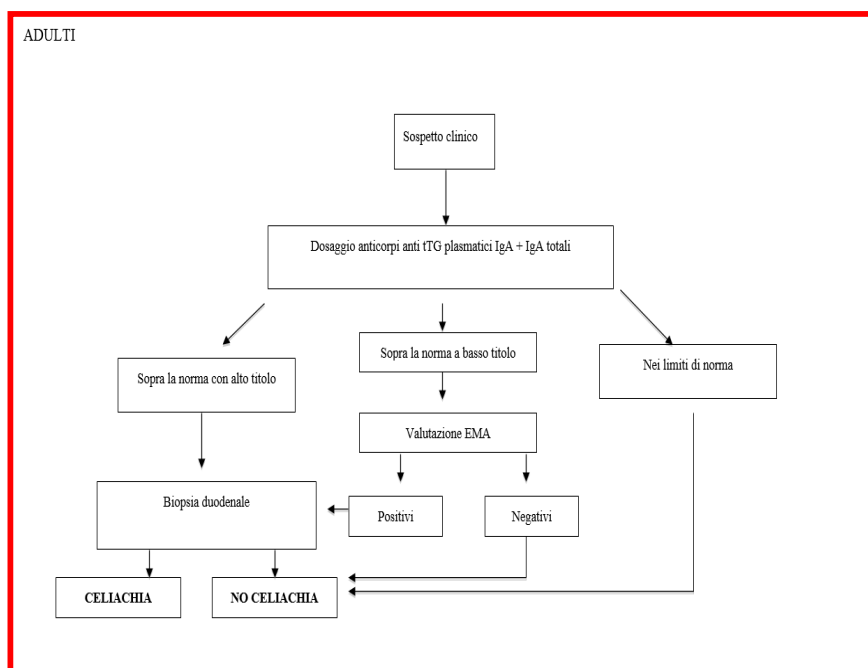 ADULTI
Sospetto clinico
Dosaggio anticorpi anti tTG plasmatici IgA + IgA totali
Sopra la norma con alto titolo
Sopra la norma a basso titolo
Nei limiti di norma
Valutazione EMA
Biopsia duodenale
Positivi
Negativi
CELIACHIA
NO CELIACHIA